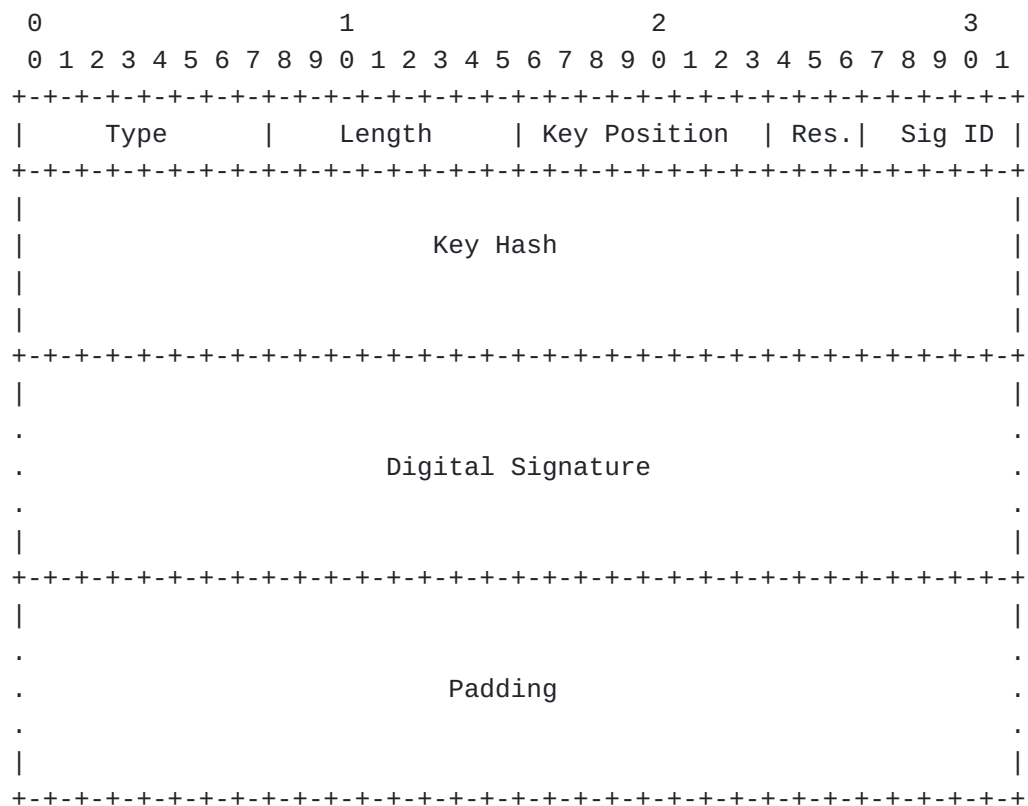 0                   1                   2                   3
 0 1 2 3 4 5 6 7 8 9 0 1 2 3 4 5 6 7 8 9 0 1 2 3 4 5 6 7 8 9 0 1
+-+-+-+-+-+-+-+-+-+-+-+-+-+-+-+-+-+-+-+-+-+-+-+-+-+-+-+-+-+-+-+-+
|     Type      |    Length     | Key Position  | Res.|  Sig ID |
+-+-+-+-+-+-+-+-+-+-+-+-+-+-+-+-+-+-+-+-+-+-+-+-+-+-+-+-+-+-+-+-+
|                                                               |
|                          Key Hash                             |
|                                                               |
|                                                               |
+-+-+-+-+-+-+-+-+-+-+-+-+-+-+-+-+-+-+-+-+-+-+-+-+-+-+-+-+-+-+-+-+
|                                                               |
.                                                               .
.                       Digital Signature                       .
.                                                               .
|                                                               |
+-+-+-+-+-+-+-+-+-+-+-+-+-+-+-+-+-+-+-+-+-+-+-+-+-+-+-+-+-+-+-+-+
|                                                               |
.                                                               .
.                           Padding                             .
.                                                               .
|                                                               |
+-+-+-+-+-+-+-+-+-+-+-+-+-+-+-+-+-+-+-+-+-+-+-+-+-+-+-+-+-+-+-+-+